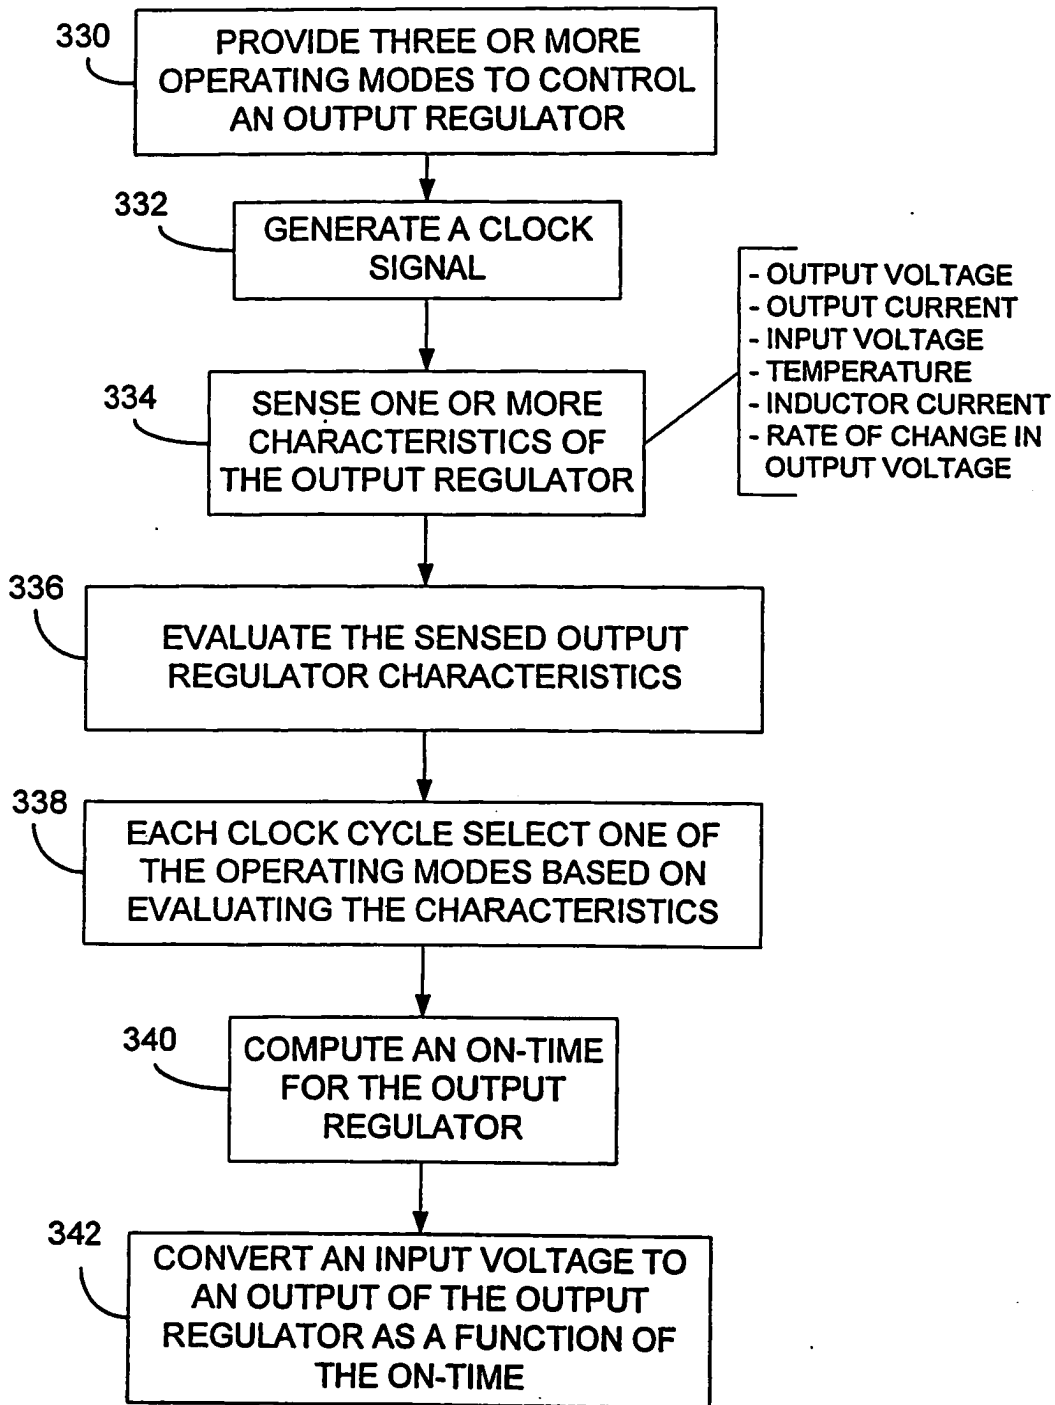 330
PROVIDE THREE OR MORE
OPERATING MODES TO CONTROL
AN OUTPUT REGULATOR
332
GENERATE A CLOCK
SIGNAL
334
SENSE ONE OR MORE
CHARACTERISTICS OF
THE OUTPUT REGULATOR
- OUTPUT VOLTAGE
- OUTPUT CURRENT
- INPUT VOLTAGE
- TEMPERATURE
- INDUCTOR CURRENT
- RATE OF CHANGE IN
OUTPUT VOLTAGE
336
EVALUATE THE SENSED OUTPUT
REGULATOR CHARACTERISTICS
338
EACH CLOCK CYCLE SELECT ONE OF
THE OPERATING MODES BASED ON
EVALUATING THE CHARACTERISTICS
340
COMPUTE AN ON-TIME
FOR THE OUTPUT
REGULATOR
342
CONVERT AN INPUT VOLTAGE TO
AN OUTPUT OF THE OUTPUT
REGULATOR AS A FUNCTION OF
THE ON-TIME